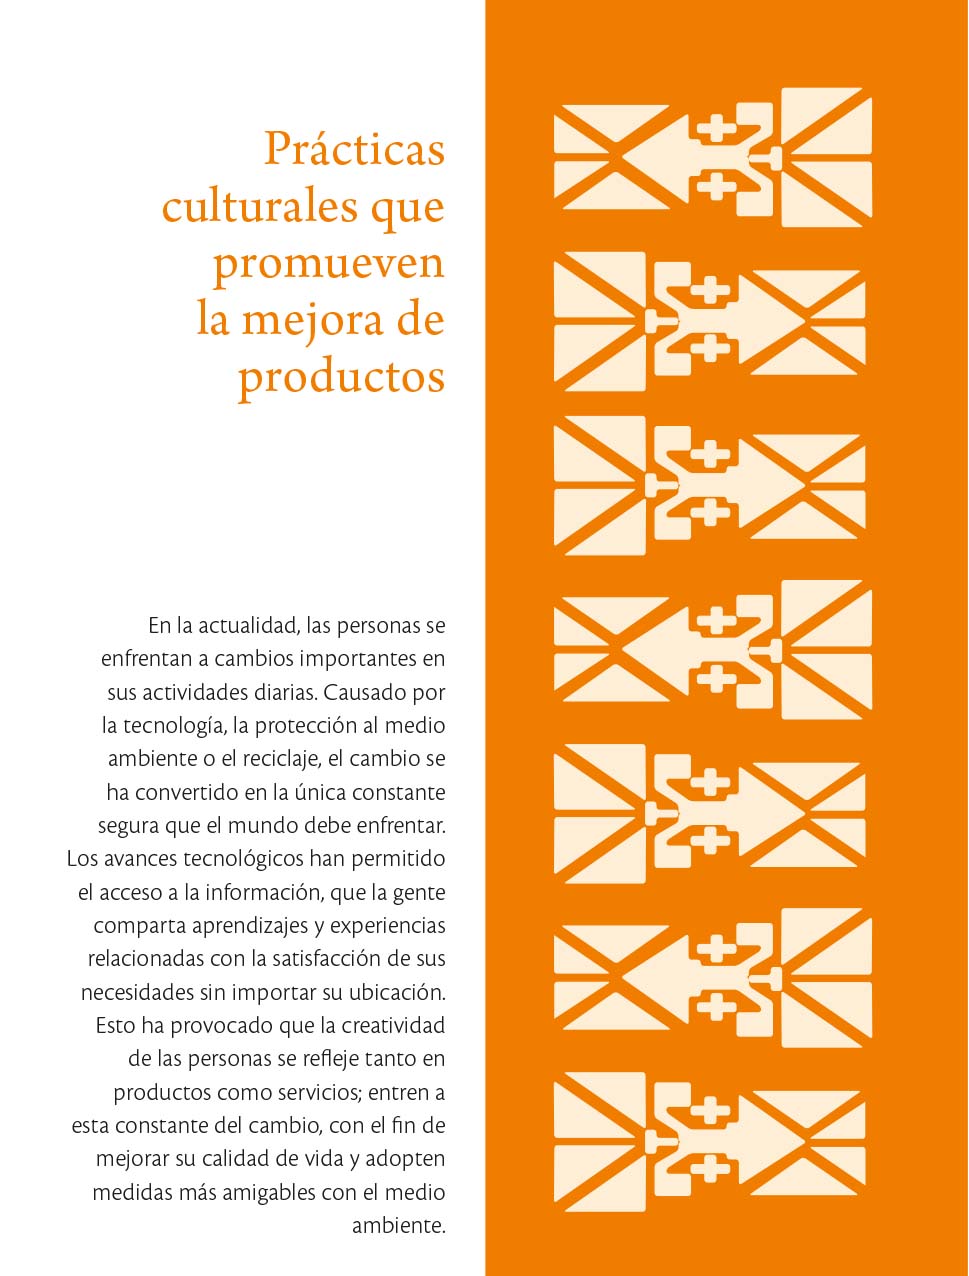 Prácticas
culturales que
promueven
la mejora de
productos
En la actualidad, las personas se
enfrentan a cambios importantes en
sus actividades diarias. Causado por
la tecnología, la protección al medio
ambiente o el reciclaje, el cambio se
ha convertido en la única constante
segura que el mundo debe enfrentar.
Los avances tecnológicos han permitido
el acceso a la información, que la gente
comparta aprendizajes y experiencias
relacionadas con la satisfacción de sus
necesidades sin importar su ubicación.
Esto ha provocado que la creatividad
de las personas se refleje tanto en
productos como servicios; entren a
esta constante del cambio, con el fin de
mejorar su calidad de vida y adopten
medidas más amigables con el medio
ambiente.